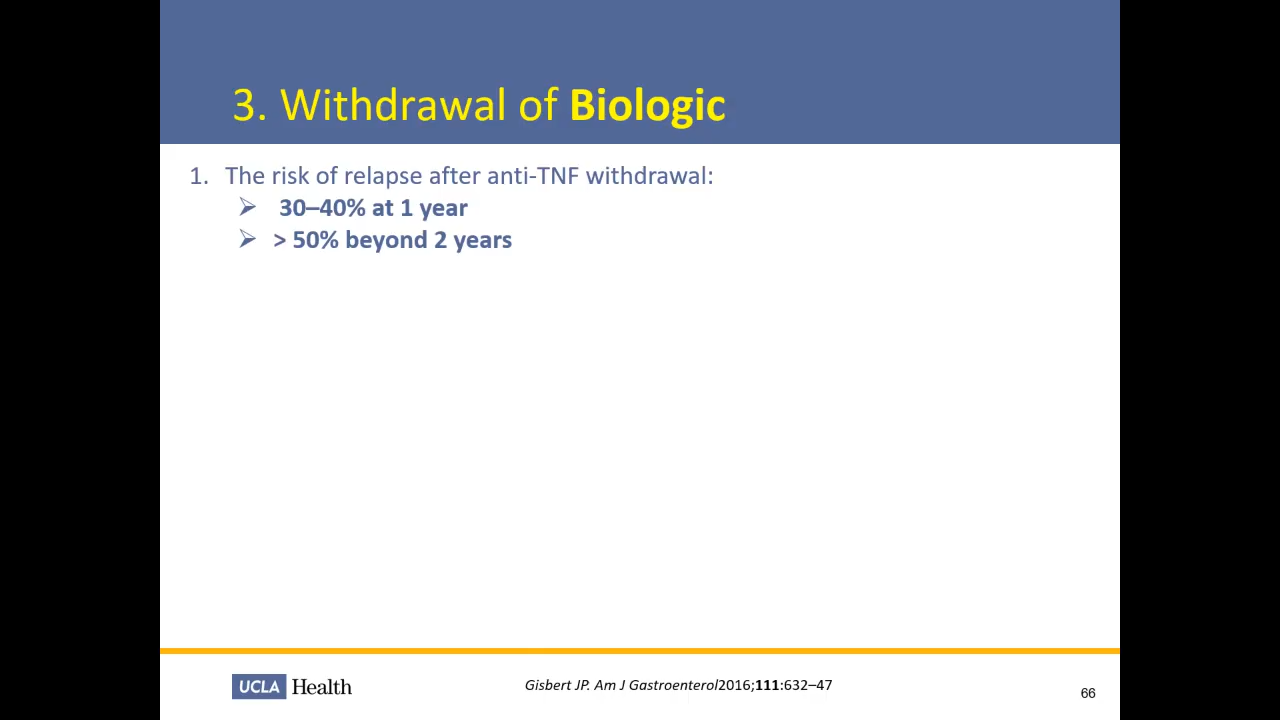 3. Withdrawal of Biologic
1. The risk of relapse after anti-TNF withdrawal:
➢ 30–40% at 1 year
➢ > 50% beyond 2 years
UCLA Health
Gisbert JP. Am J Gastroenterol2016;111:632–47
66